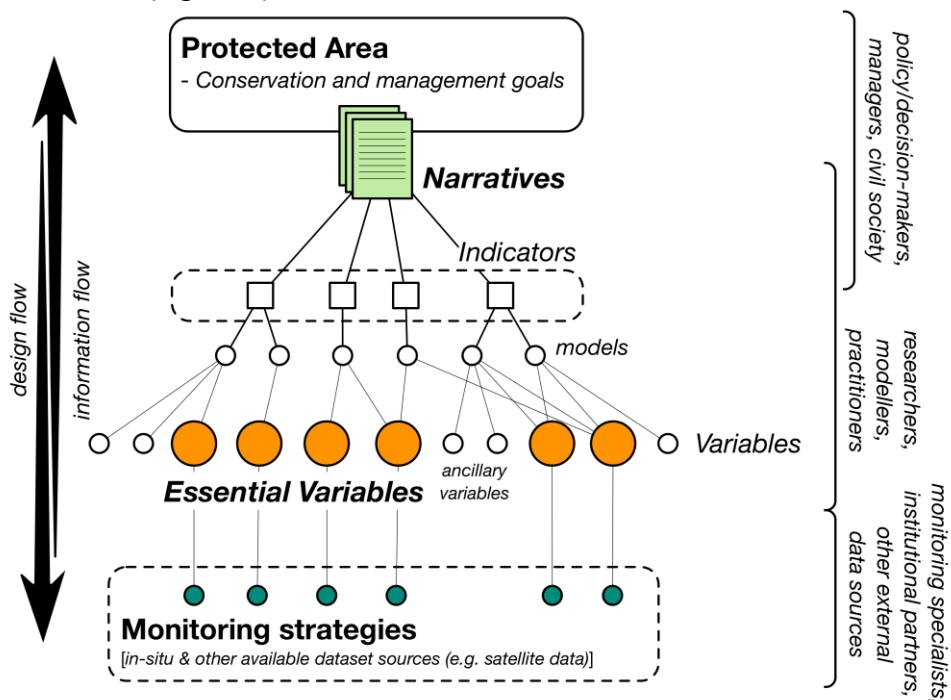 Protected Area
- Conservation and management goals
Narratives
Indicators
models
Variables
ancillary
variables
Essential Variables
Monitoring strategies
[in-situ & other available dataset sources (e.g. satellite data)]
design flow
information flow
policy/decision-makers,
managers, civil society
researchers,
modellers,
practitioners
monitoring specialists,
institutional partners,
other external
data sources